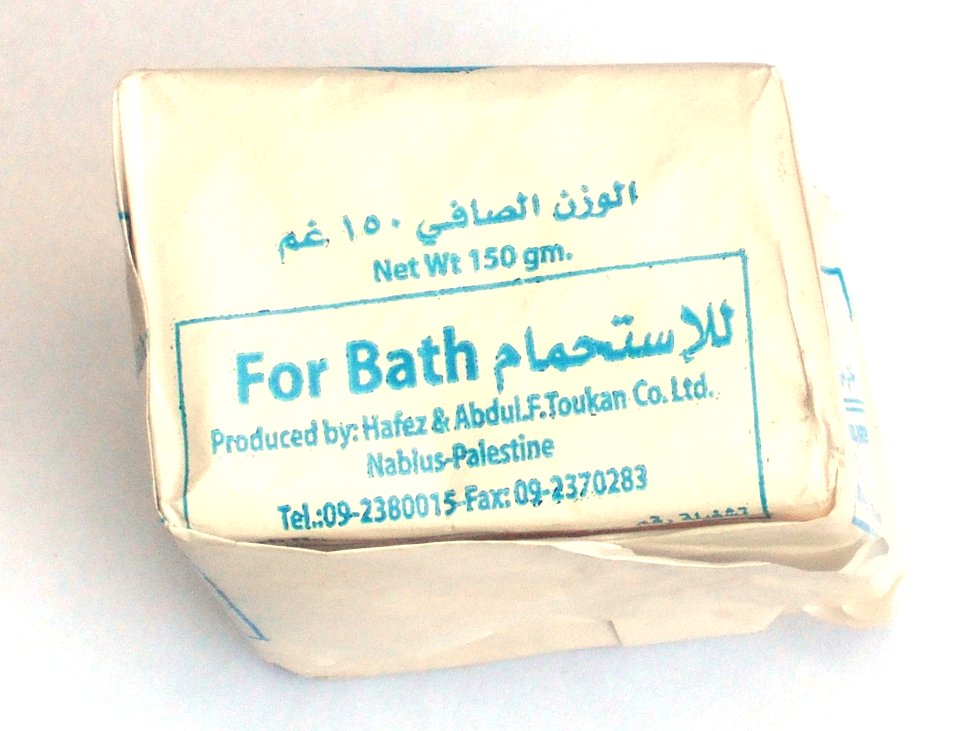 الوزن الصافي ١٥٠ غم
Net Wt 150 gm.
For Bath للإستحمام
Produced by: Hafez & Abdul.F.Toukan Co. Ltd.
Nablus-Palestine
Tel.:09-2380015-Fax: 09-2370283